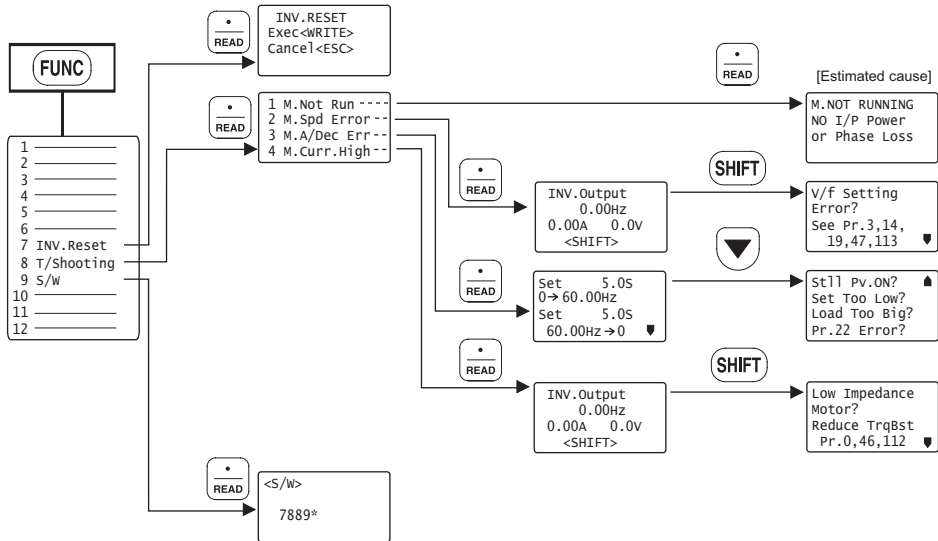 FUNC
1
2
3
4
5
6
7 INV.Reset
8 T/Shooting
9 S/W
10
11
12
READ
INV.RESET
Exec<WRITE>
Cancel<ESC>
READ
1 M.Not Run ----
2 M.Spd Error--
3 M.A/Dec Err--
4 M.Curr.High--
READ
[Estimated cause]
M.NOT RUNNING
NO I/P Power
or Phase Loss
READ
INV.Output
0.00Hz
0.00A 0.0V
<SHIFT>
SHIFT
V/f Setting
Error?
See Pr.3,14,
19,47,113
READ
Set 5.0S
0→60.00Hz
Set 5.0S
60.00Hz→0
Stll Pv.ON?
Set Too Low?
Load Too Big?
Pr.22 Error?
READ
INV.Output
0.00Hz
0.00A 0.0V
<SHIFT>
SHIFT
Low Impedance
Motor?
Reduce TrqBst
Pr.0,46,112
READ
<S/W>
7889*